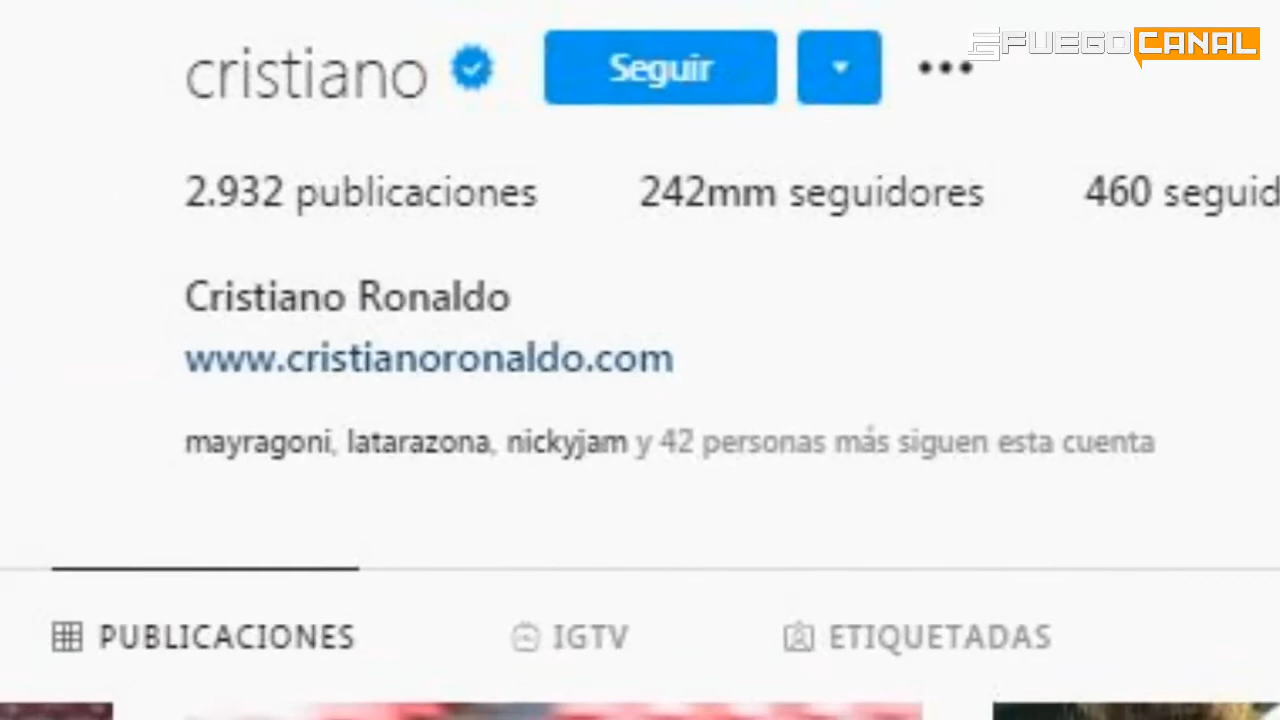 cristiano Seguir
FUEGO CANAL
2.932 publicaciones 242mm seguidores 460 seguid
Cristiano Ronaldo
www.cristianoronaldo.com
mayragoni, latarazona, nickyjam y 42 personas más siguen esta cuenta
PUBLICACIONES IGTV ETIQUETADAS